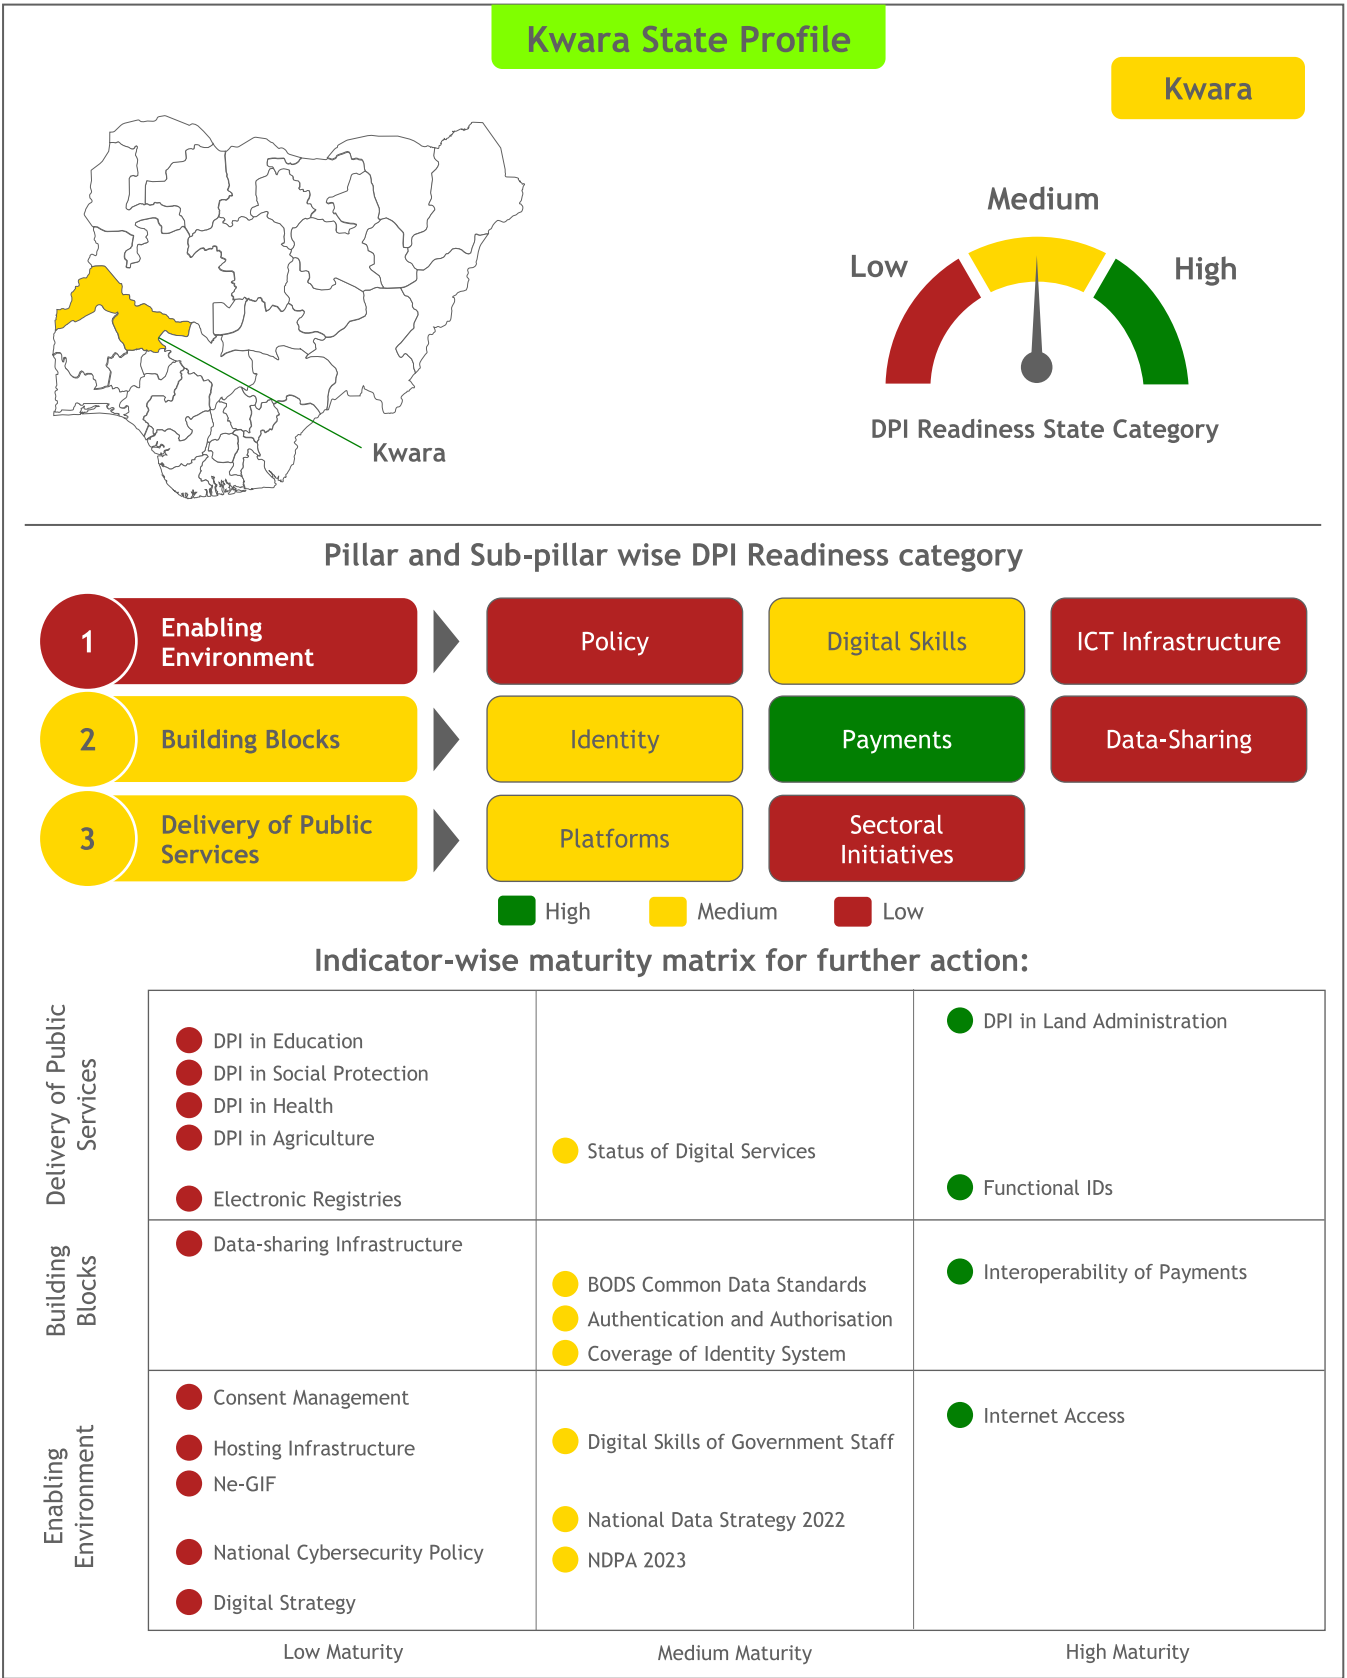 Kwara State Profile
Kwara
Medium
Low
High
DPI Readiness State Category
Kwara
Pillar and Sub-pillar wise DPI Readiness category
1
Enabling
Environment
Policy
Digital Skills
ICT Infrastructure
2
Building Blocks
Identity
Payments
Data-Sharing
3
Delivery of Public
Services
Platforms
Sectoral
Initiatives
High
Medium
Low
Indicator-wise maturity matrix for further action:
Delivery of Public
Services
DPI in Education
DPI in Social Protection
DPI in Health
DPI in Agriculture
Electronic Registries
Status of Digital Services
DPI in Land Administration
Functional IDs
Building
Blocks
Data-sharing Infrastructure
BODS Common Data Standards
Authentication and Authorisation
Coverage of Identity System
Interoperability of Payments
Enabling
Environment
Consent Management
Hosting Infrastructure
Ne-GIF
National Cybersecurity Policy
Digital Strategy
Digital Skills of Government Staff
National Data Strategy 2022
NDPA 2023
Internet Access
Low Maturity
Medium Maturity
High Maturity